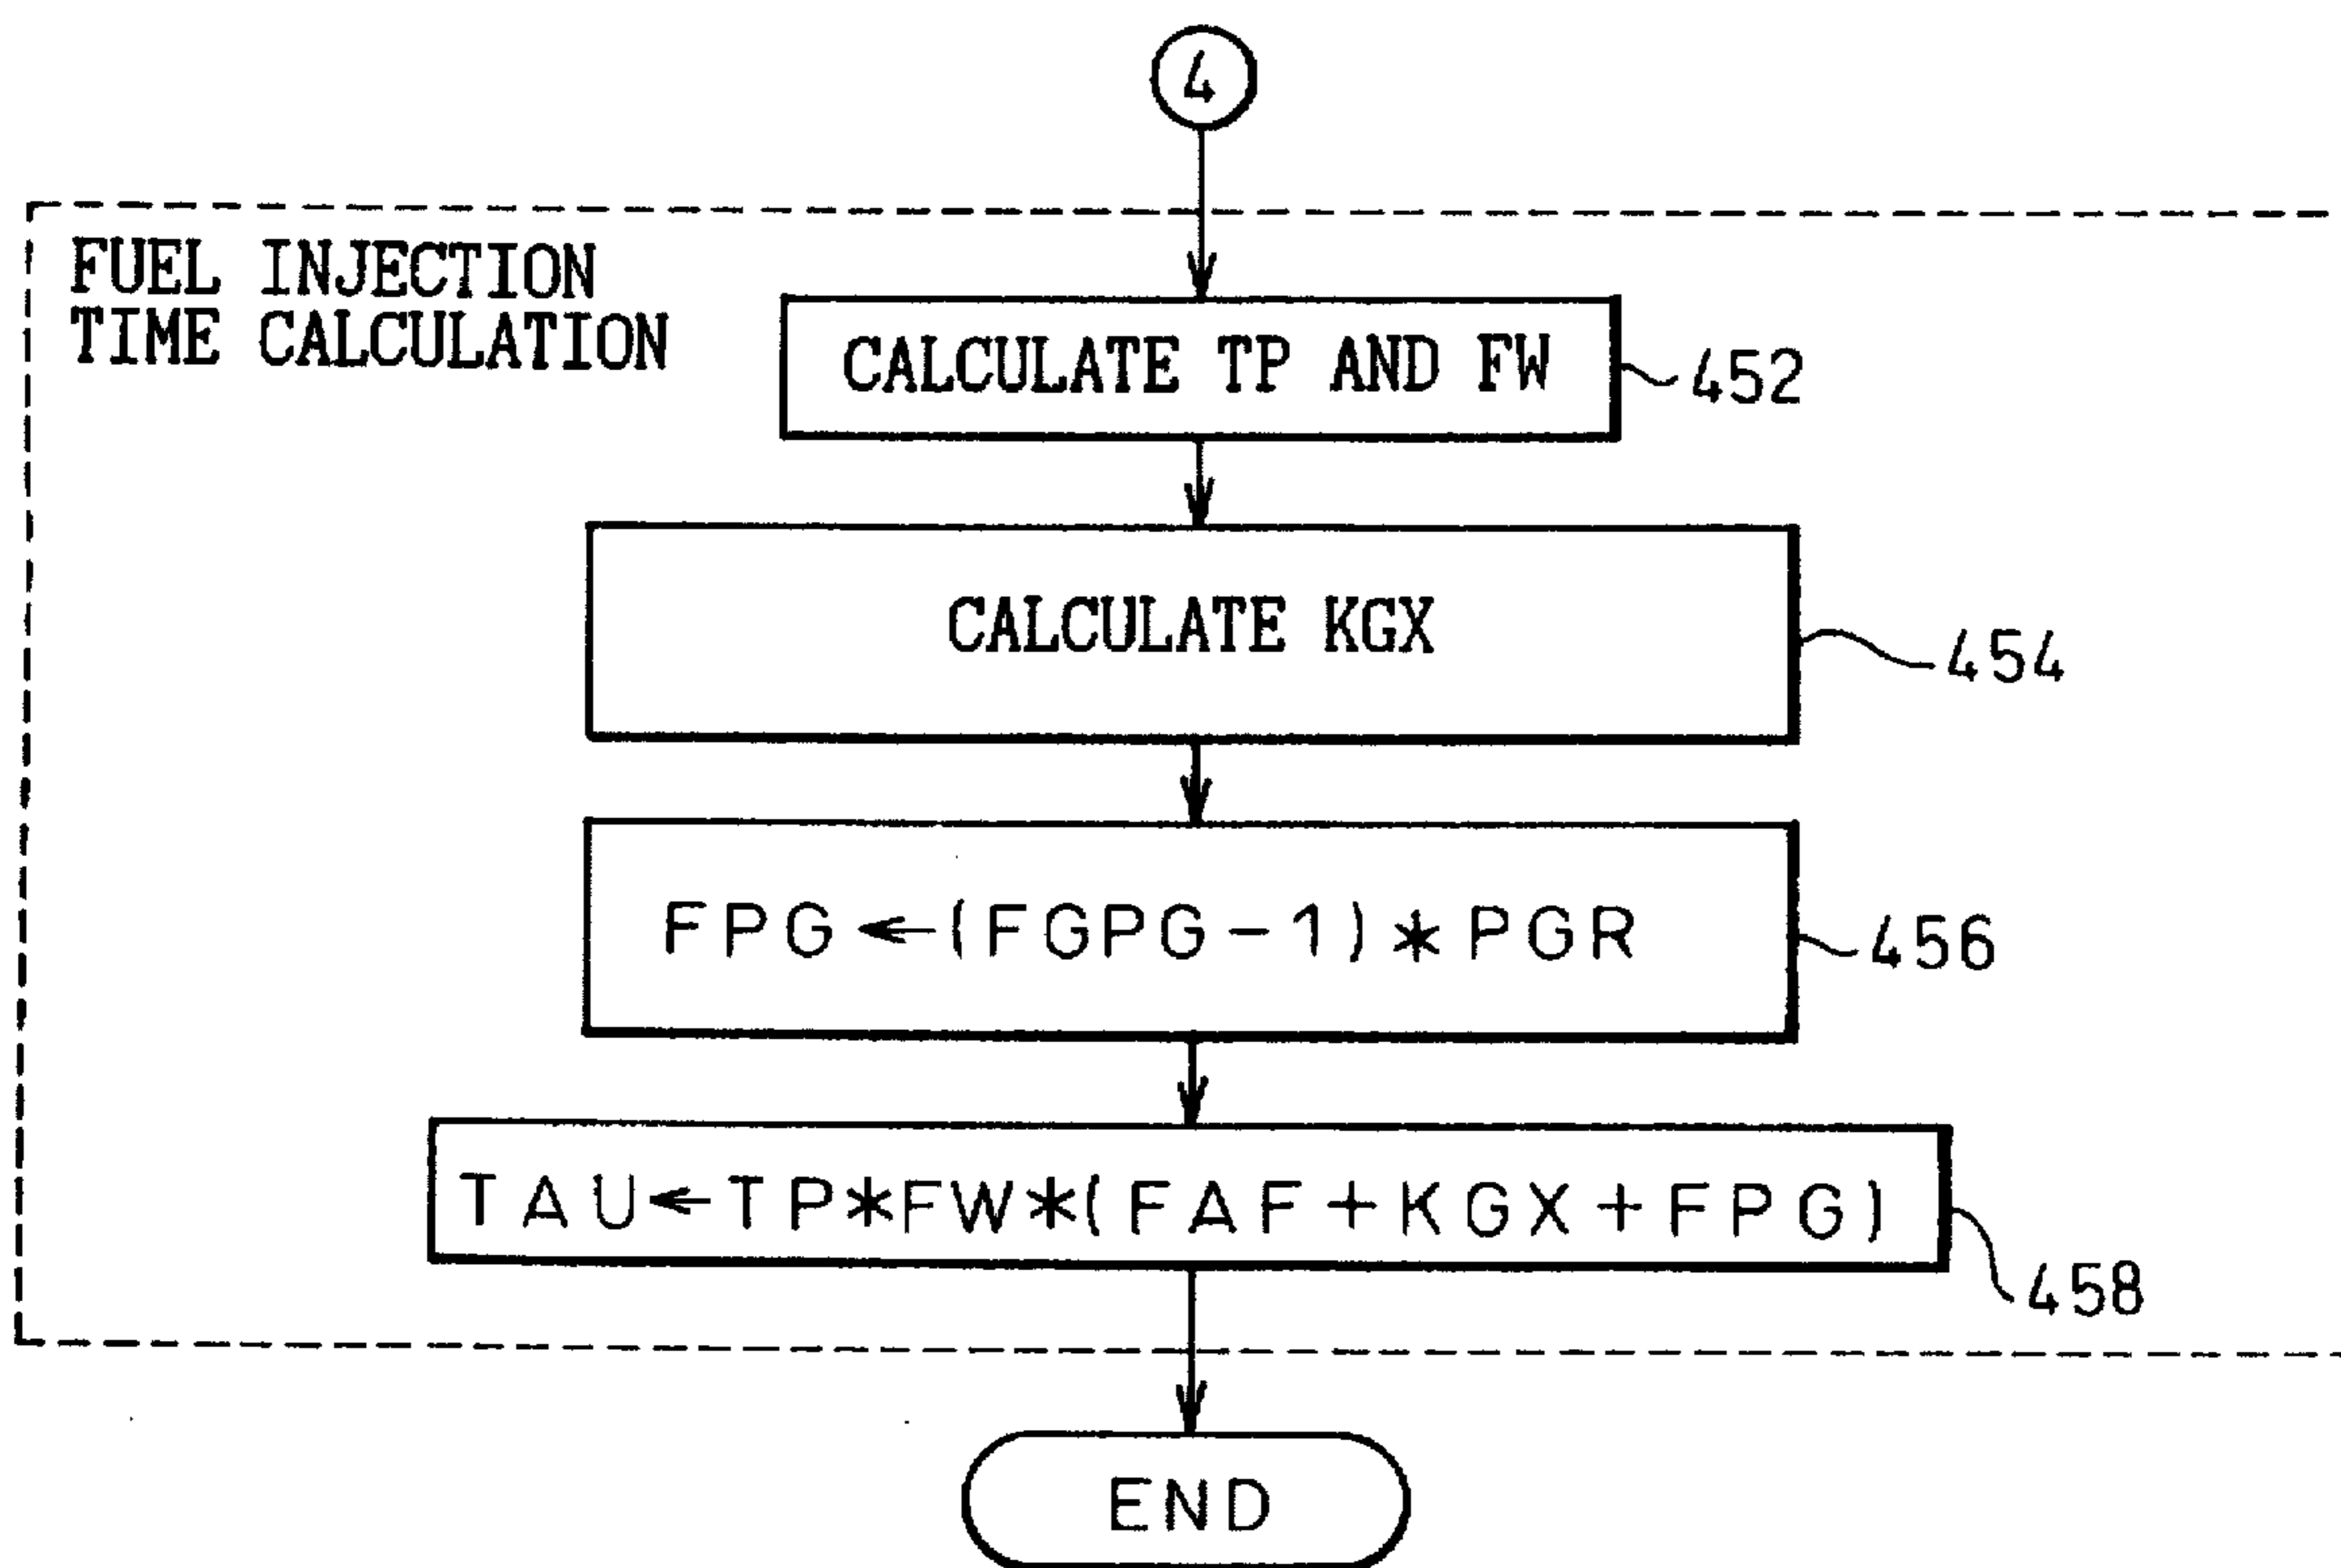 4
FUEL INJECTION
TIME CALCULATION
CALCULATE TP AND FW
452
CALCULATE KGX
454
FPG←(FGPG-1)*PGR
456
TAU←TP*FW*(FAF+KGX+FPG)
458
END